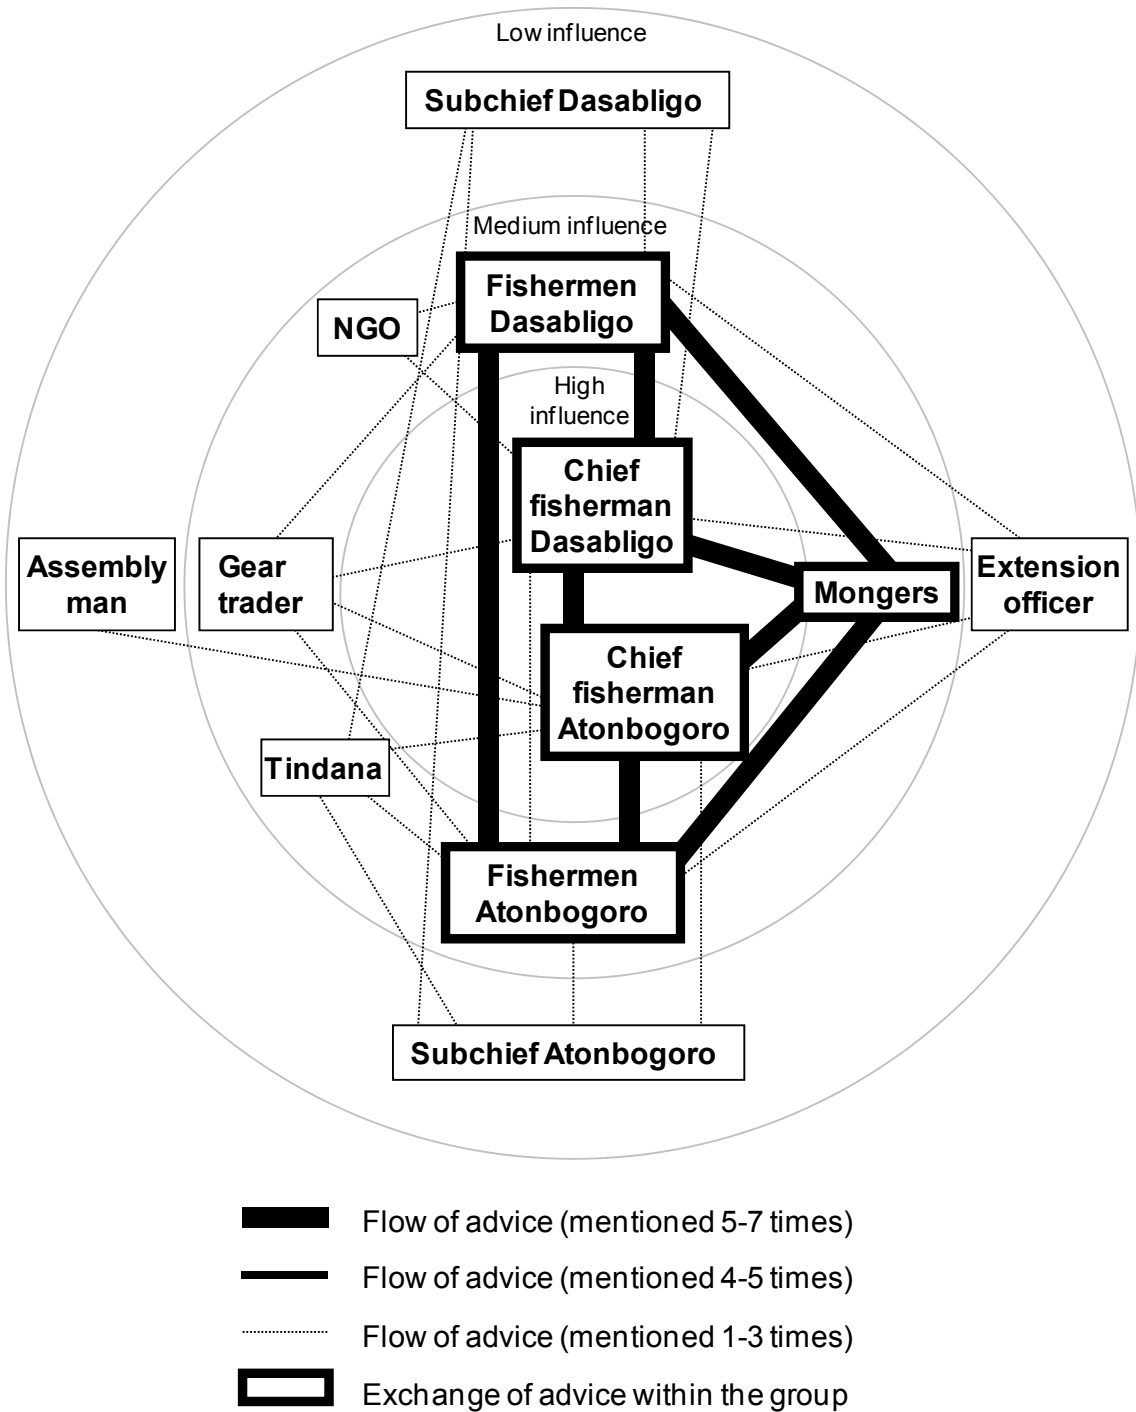 Low influence
Subchief Dasabligo
Medium influence
Fishermen
Dasabligo
NGO
High
influence
Chief
fisherman
Dasabligo
Assembly
man
Gear
trader
Mongers
Extension
officer
Chief
fisherman
Atonbogoro
Tindana
Fishermen
Atonbogoro
Subchief Atonbogoro
Flow of advice (mentioned 5-7 times)
Flow of advice (mentioned 4-5 times)
Flow of advice (mentioned 1-3 times)
Exchange of advice within the group